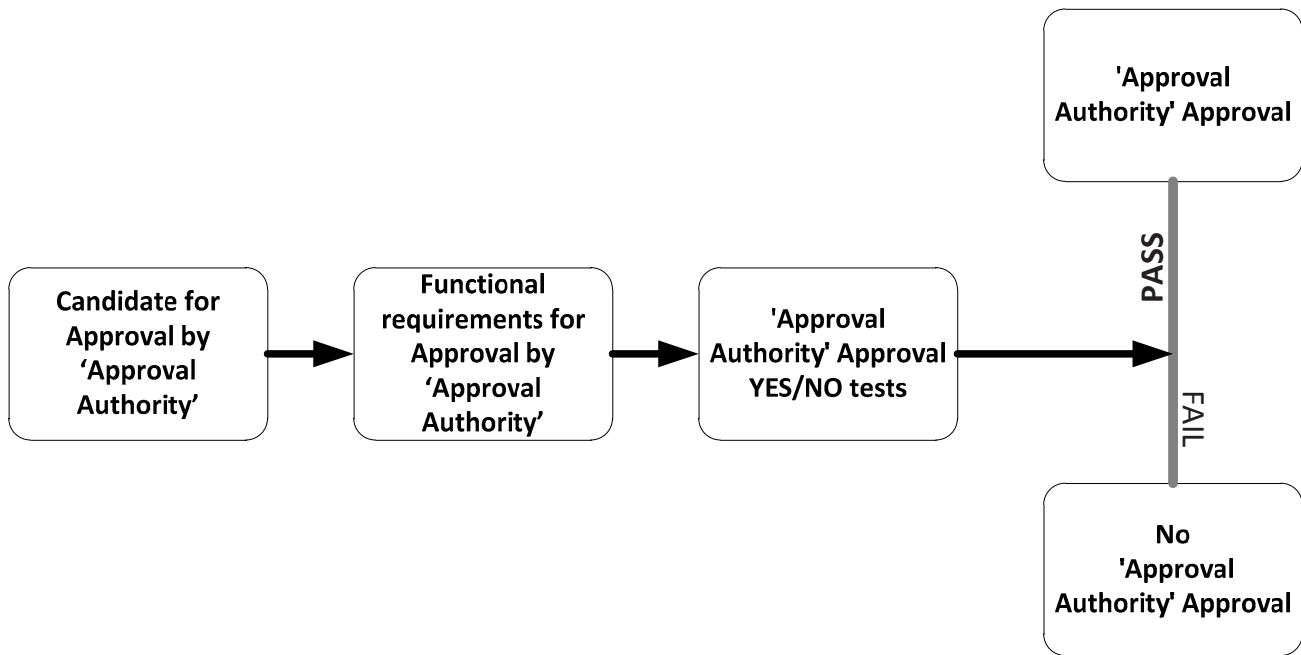 'Approval
Authority' Approval
PASS
Candidate for
Approval by
‘Approval
Authority’
Functional
requirements for
Approval by
‘Approval
Authority’
'Approval
Authority' Approval
YES/NO tests
FAIL
No
'Approval
Authority' Approval